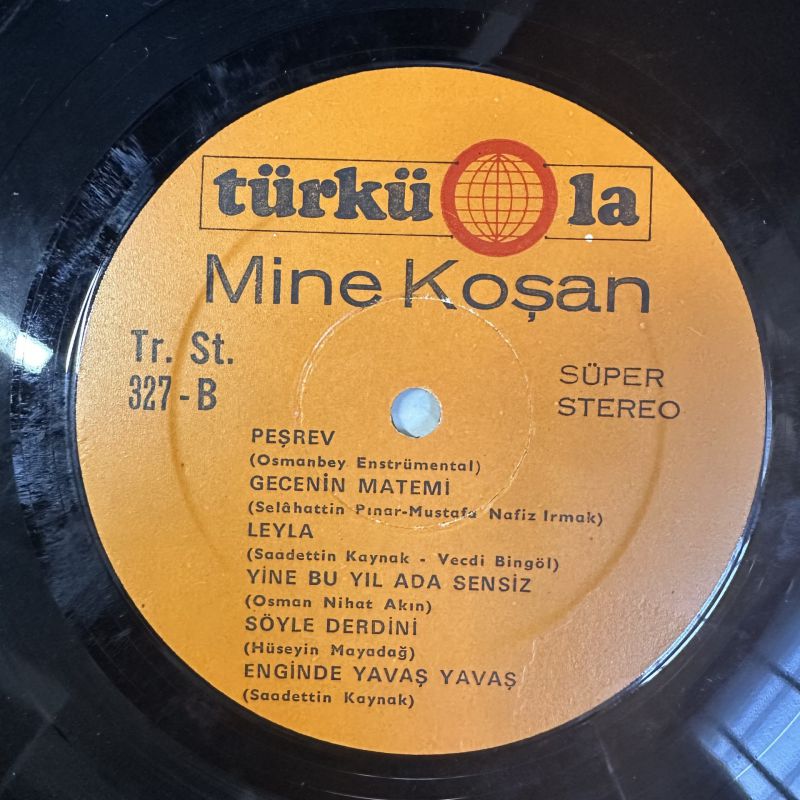 türkü la
Mine Koşan
Tr. St.
327-B
SÜPER
STEREO
PEŞREV
(Osmanbey Enstrümental)
GECENİN MATEMİ
(Selâhattin Pınar-Mustafa Nafiz Irmak)
LEYLA
(Saadettin Kaynak - Vecdi Bingöl)
YİNE BU YIL ADA SENSİZ
(Osman Nihat Akın)
SÖYLE DERDİNİ
(Hüseyin Mayadağ)
ENGİNDE YAVAŞ YAVAŞ
(Saadettin Kaynak)